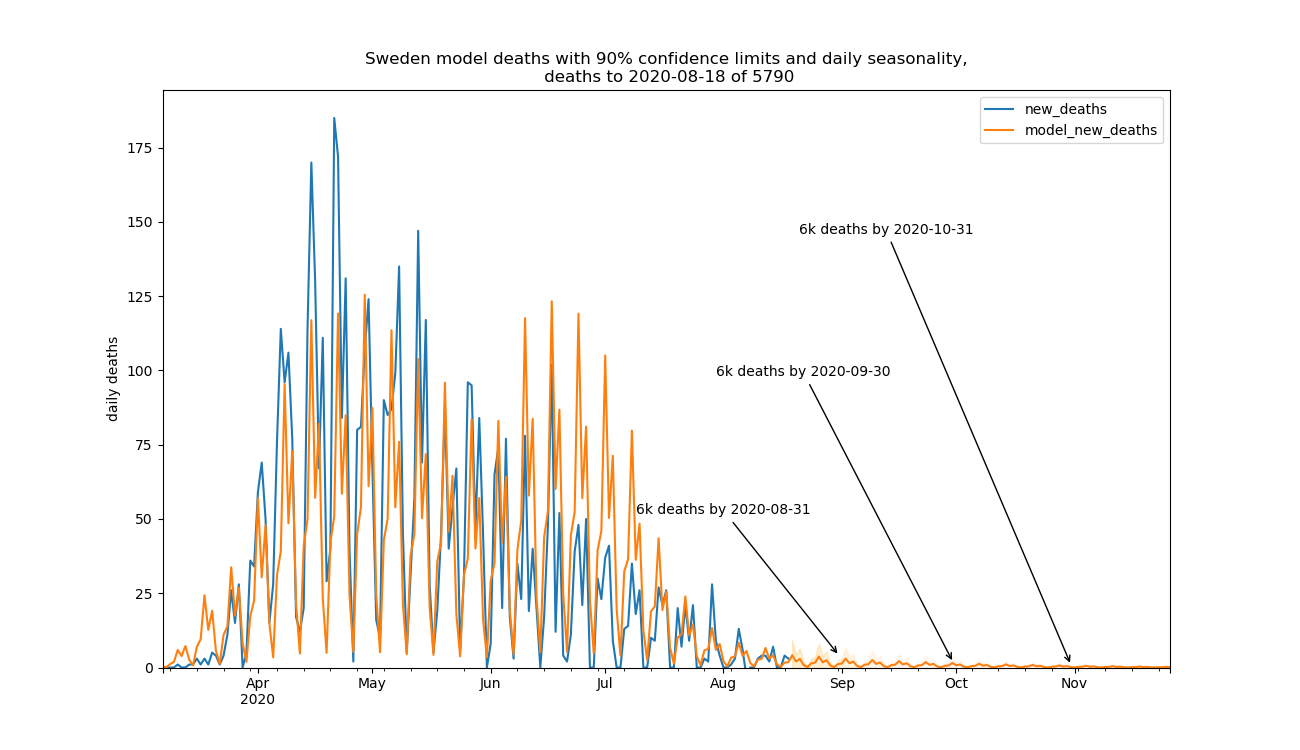 Sweden model deaths with 90% confidence limits and daily seasonality,
deaths to 2020-08-18 of 5790
new_deaths
model_new_deaths
175
150
125
100
75
50
25
0
daily deaths
6k deaths by 2020-10-31
6k deaths by 2020-09-30
6k deaths by 2020-08-31
Apr May Jun Jul Aug Sep Oct Nov
2020